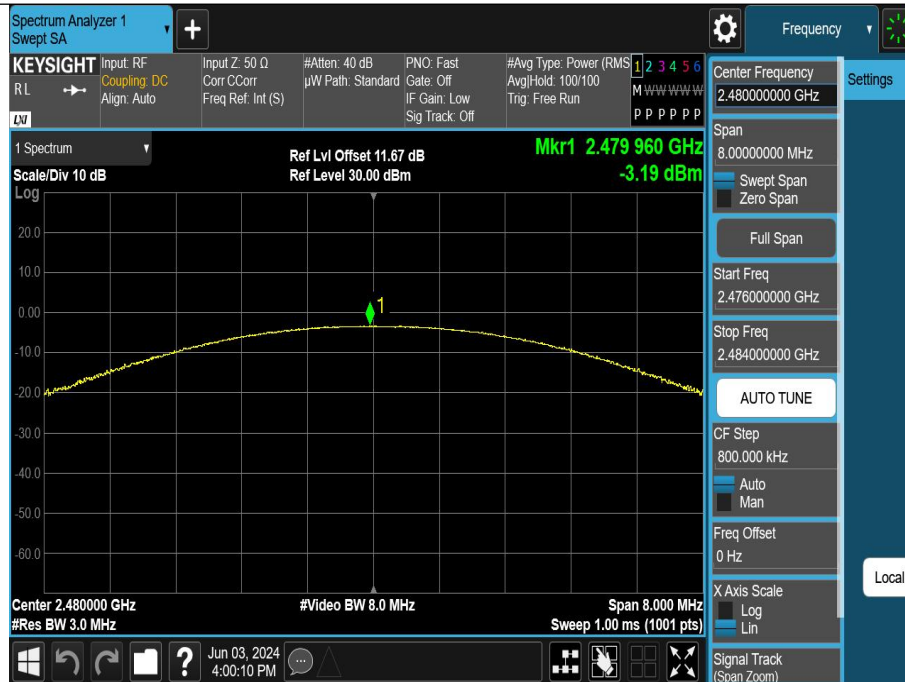 Spectrum Analyzer 1
Swept SA
Frequency
KEYSIGHT
R L
LXI
Input: RF
Coupling: DC
Align: Auto
Input Z: 50 Ω
Corr CCorr
Freq Ref: Int (S)
#Atten: 40 dB
µW Path: Standard
PNO: Fast
Gate: Off
IF Gain: Low
Sig Track: Off
#Avg Type: Power (RMS
Avg|Hold: 100/100
Trig: Free Run
1 2 3 4 5 6
M W W W W W
P P P P P P
1 Spectrum
Scale/Div 10 dB
Log
Ref Lvl Offset 11.67 dB
Ref Level 30.00 dBm
Mkr1 2.479 960 GHz
-3.19 dBm
20.0
10.0
0.00
-10.0
-20.0
-30.0
-40.0
-50.0
-60.0
1
Center 2.480000 GHz
#Res BW 3.0 MHz
#Video BW 8.0 MHz
Span 8.000 MHz
Sweep 1.00 ms (1001 pts)
Center Frequency
2.480000000 GHz
Settings
Span
8.00000000 MHz
Swept Span
Zero Span
Full Span
Start Freq
2.476000000 GHz
Stop Freq
2.484000000 GHz
AUTO TUNE
CF Step
800.000 kHz
Auto
Man
Freq Offset
0 Hz
Local
X Axis Scale
Log
Lin
Signal Track
(Span Zoom)
?
Jun 03, 2024
4:00:10 PM